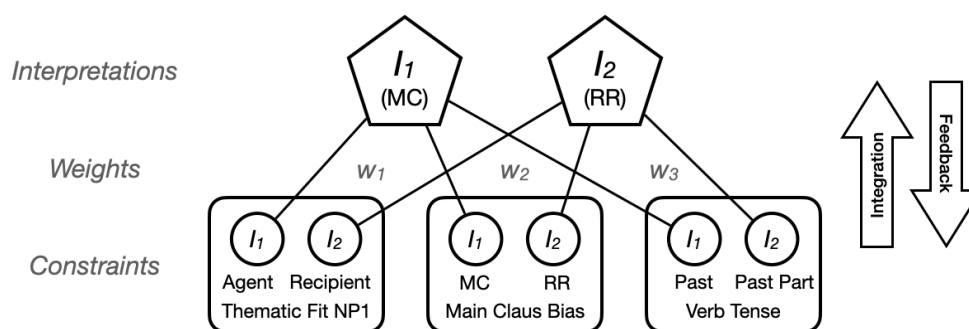 Interpretations
I1
(MC)
I2
(RR)
Weights
w1
w2
w3
Constraints
I1
I2
I1
I2
I1
I2
Agent
Recipient
MC
RR
Past
Past Part
Thematic Fit NP1
Main Claus Bias
Verb Tense
Integration
Feedback